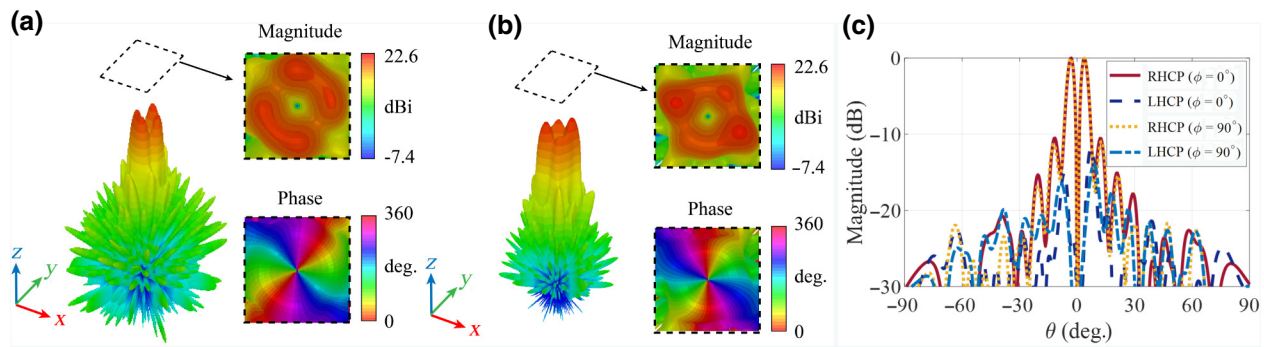 (a)
Magnitude
22.6
dBi
-7.4
Phase
360
deg.
0
z
y
x
(b)
Magnitude
22.6
dBi
−7.4
Phase
360
deg.
0
z
y
x
(c)
Magnitude (dB)
0
−10
−20
−30
RHCP (ϕ = 0°)
LHCP (ϕ = 0°)
RHCP (ϕ = 90°)
LHCP (ϕ = 90°)
−90 −60 −30 0 30 60 90
θ (deg.)